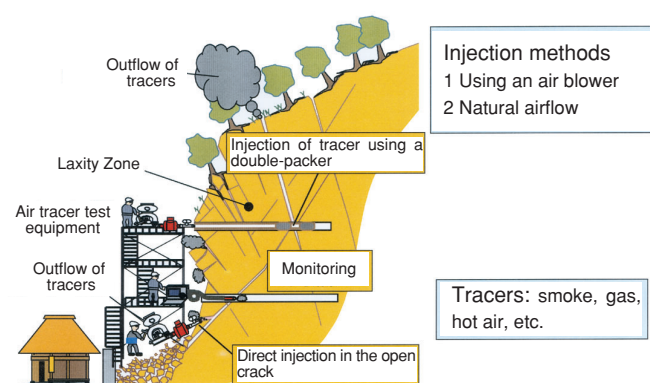 Outflow of
tracers
Injection methods
1 Using an air blower
2 Natural airflow
Injection of tracer using a
double-packer
Laxity Zone
Air tracer test
equipment
Outflow of
tracers
Monitoring
Tracers: smoke, gas,
hot air, etc.
Direct injection in the open
crack